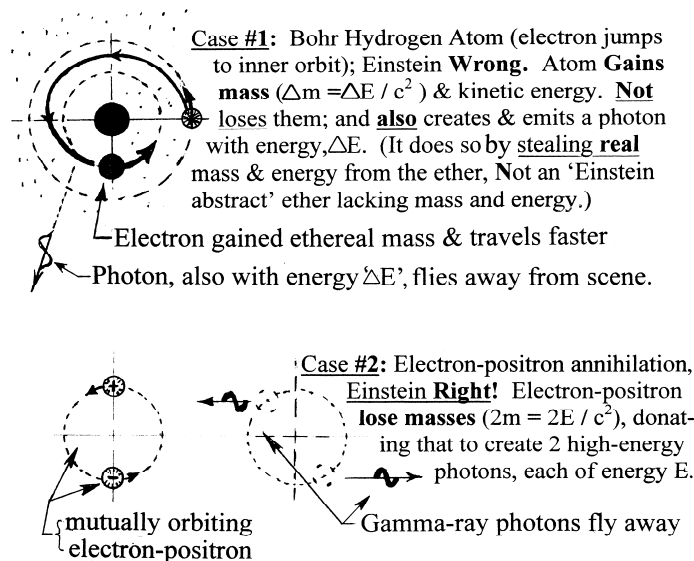 Case #1: Bohr Hydrogen Atom (electron jumps
to inner orbit); Einstein Wrong. Atom Gains
mass (△m =△E / c² ) & kinetic energy. Not
loses them; and also creates & emits a photon
with energy,△E. (It does so by stealing real
mass & energy from the ether, Not an ‘Einstein
abstract’ ether lacking mass and energy.)
Electron gained ethereal mass & travels faster
Photon, also with energy ‘△E’, flies away from scene.
Case #2: Electron-positron annihilation,
Einstein Right! Electron-positron
lose masses (2m = 2E / c²), donat-
ing that to create 2 high-energy
photons, each of energy E.
+
−
mutually orbiting
electron-positron
Gamma-ray photons fly away